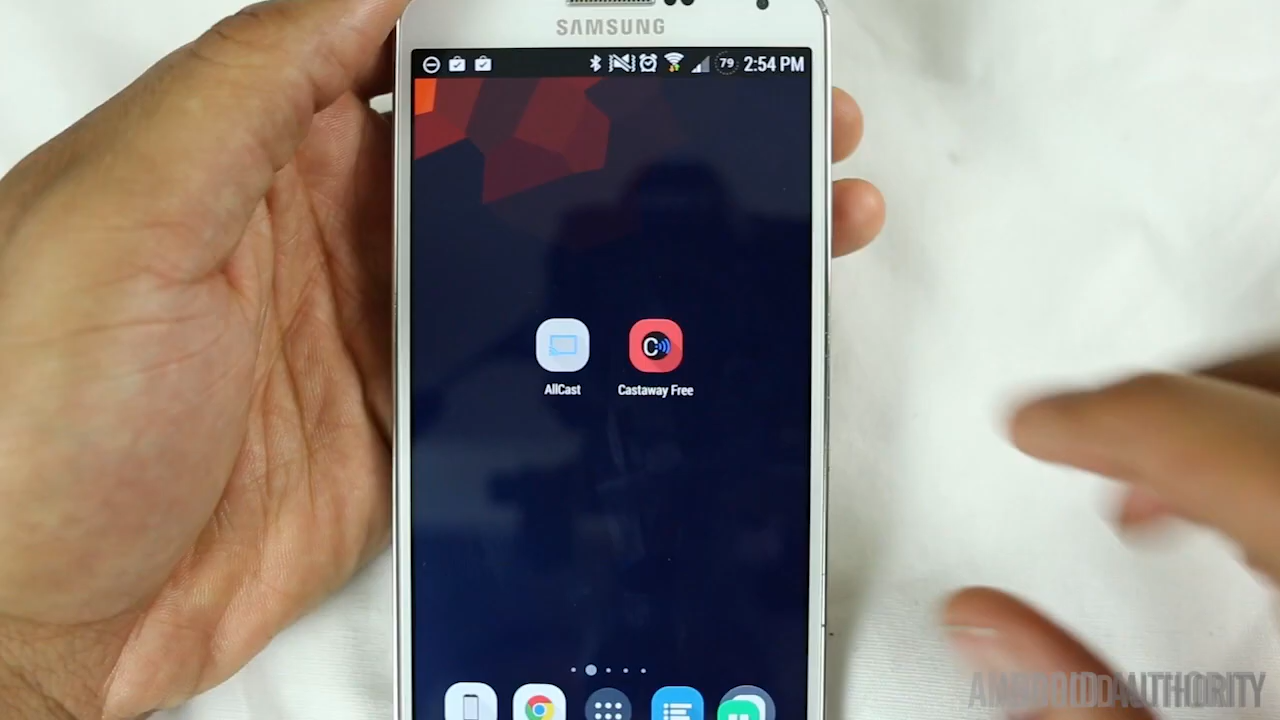 SAMSUNG
79 2:54 PM
C
AllCast Castaway Free
ANDROIDAUTHORITY